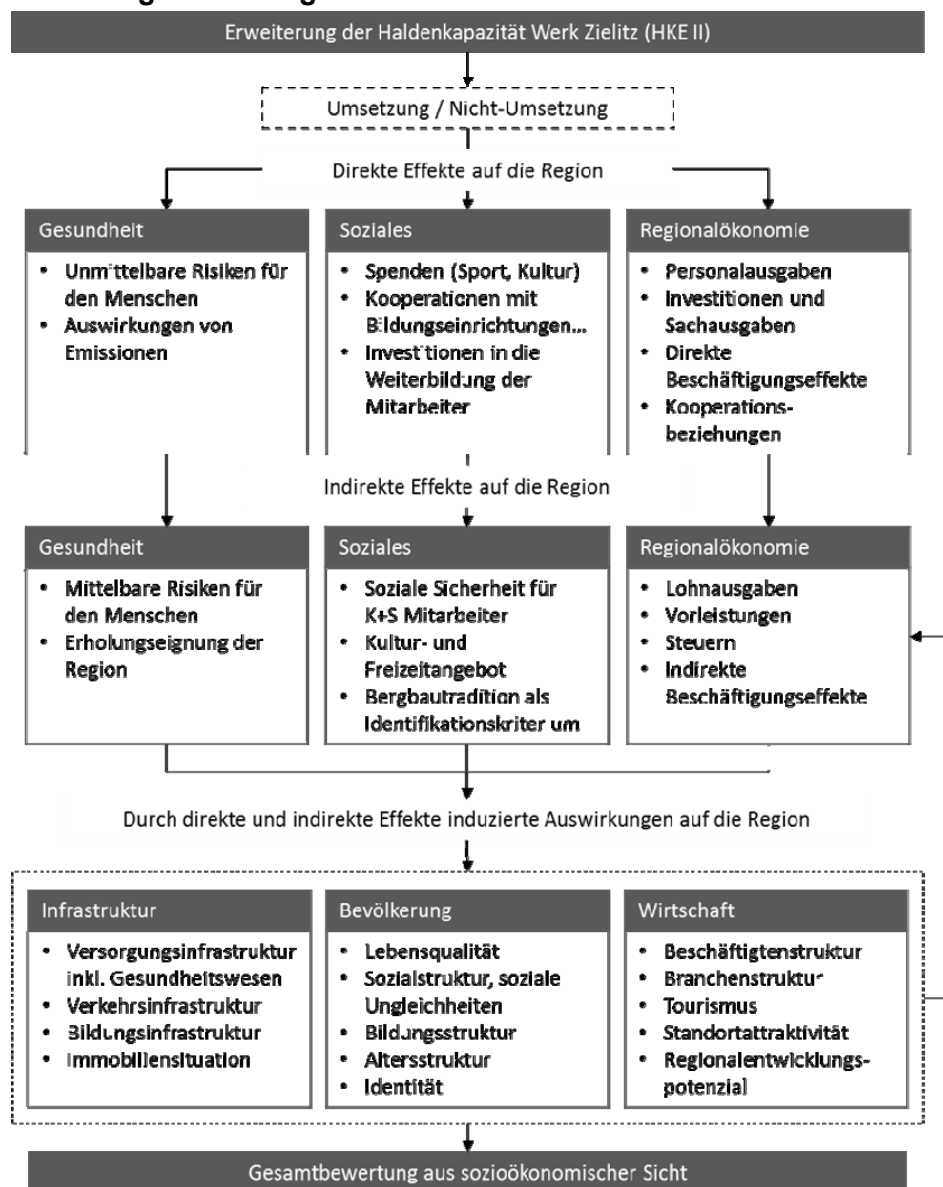 Erweiterung der Haldenkapazität Werk Zielitz (HKE II)
Umsetzung / Nicht-Umsetzung
Direkte Effekte auf die Region
Gesundheit
• Unmittelbare Risiken für
den Menschen
• Auswirkungen von
Emissionen
Soziales
• Spenden (Sport, Kultur)
• Kooperationen mit
Bildungseinrichtungen...
• Investitionen in die
Weiterbildung der
Mitarbeiter
Regionalökonomie
• Personalausgaben
• Investitionen und
Sachausgaben
• Direkte
Beschäftigungseffekte
• Kooperations-
beziehungen
Indirekte Effekte auf die Region
Gesundheit
• Mittelbare Risiken für
den Menschen
• Erholungseignung der
Region
Soziales
• Soziale Sicherheit für
K+S Mitarbeiter
• Kultur- und
Freizeitangebot
• Bergbautradition als
Identifikationskriterium
Regionalökonomie
• Lohnausgaben
• Vorleistungen
• Steuern
• Indirekte
Beschäftigungseffekte
Durch direkte und indirekte Effekte induzierte Auswirkungen auf die Region
Infrastruktur
• Versorgungsinfrastruktur
inkl. Gesundheitswesen
• Verkehrsinfrastruktur
• Bildungsinfrastruktur
• Immobiliensituation
Bevölkerung
• Lebensqualität
• Sozialstruktur, soziale
Ungleichheiten
• Bildungsstruktur
• Altersstruktur
• Identität
Wirtschaft
• Beschäftigtenstruktur
• Branchenstruktur
• Tourismus
• Standortattraktivität
• Regionalentwicklungs-
potenzial
Gesamtbewertung aus sozioökonomischer Sicht